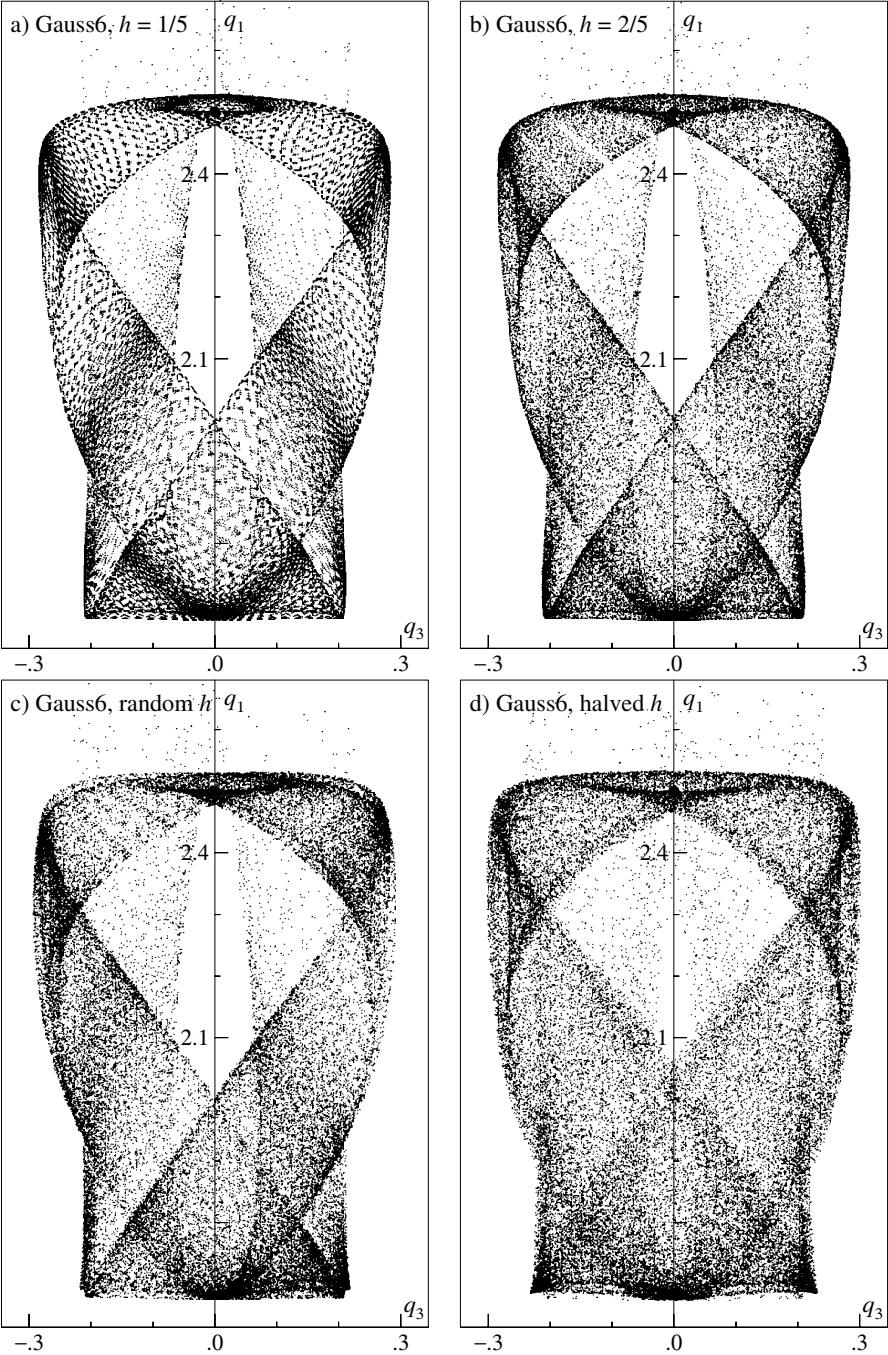 a) Gauss6, h = 1/5 q1
2.4
2.1
q3
−.3 .0 .3
b) Gauss6, h = 2/5 q1
2.4
2.1
q3
−.3 .0 .3
c) Gauss6, random h q1
2.4
2.1
q3
−.3 .0 .3
d) Gauss6, halved h q1
2.4
2.1
q3
−.3 .0 .3